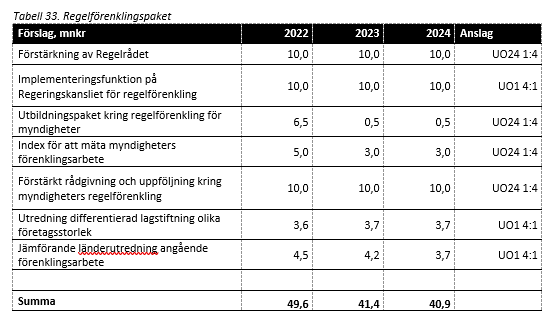 Tabell 33. Regelförenklingspaket
Förslag, mnkr 2022 2023 2024 Anslag
Förstärkning av Regelrådet 10,0 10,0 10,0 UO24 1:4
Implementeringsfunktion på
Regeringskansliet för regelförenkling 10,0 10,0 10,0 UO1 4:1
Utbildningspaket kring regelförenkling för
myndigheter 6,5 0,5 0,5 UO24 1:4
Index för att mäta myndigheters
förenklingsarbete 5,0 3,0 3,0 UO24 1:4
Förstärkt rådgivning och uppföljning kring
myndigheters regelförenkling 10,0 10,0 10,0 UO24 1:4
Utredning differentierad lagstiftning olika
företagsstorlek 3,6 3,7 3,7 UO1 4:1
Jämförande länderutredning angående
förenklingsarbete 4,5 4,2 3,7 UO1 4:1
Summa 49,6 41,4 40,9